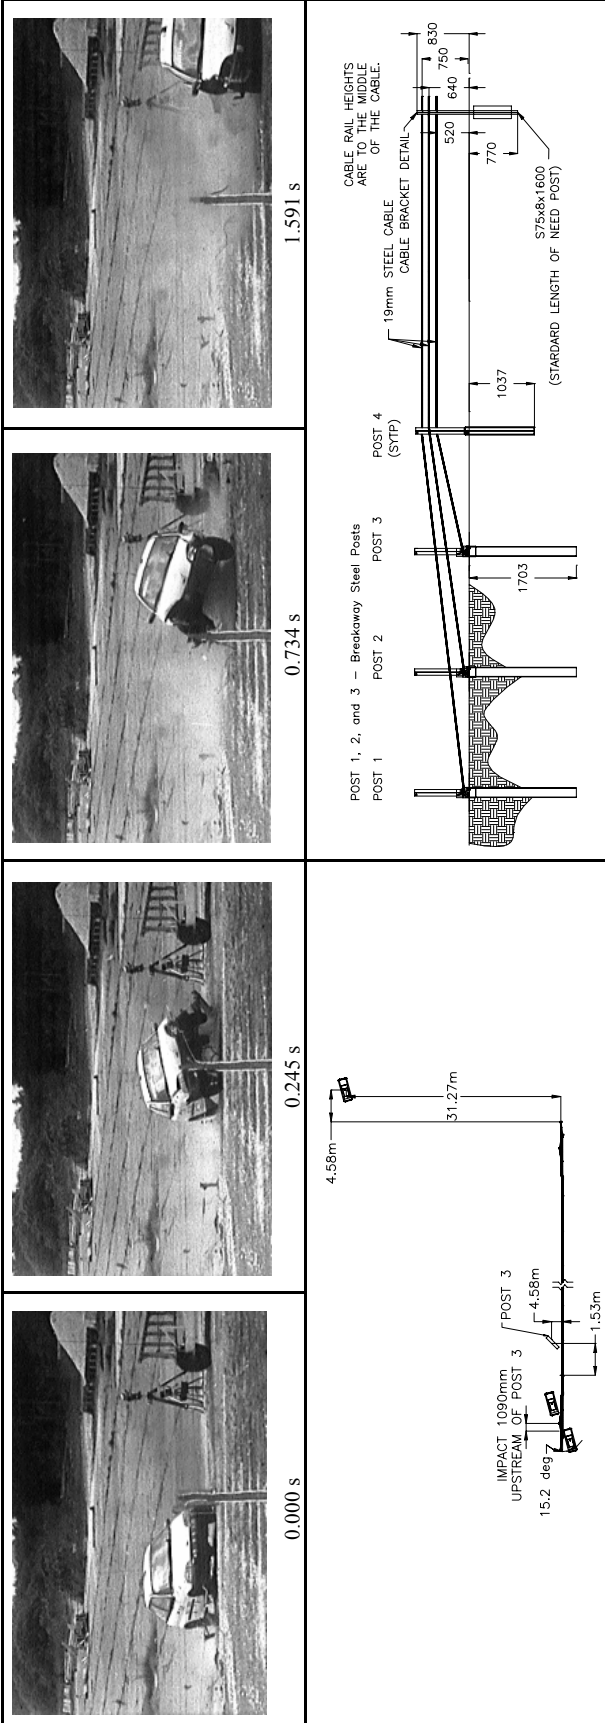 0.000 s
0.245 s
0.734 s
1.591 s
IMPACT 1090mm
UPSTREAM OF POST 3
15.2 deg
POST 3
4.58m
1.53m
4.58m
31.27m
POST 1, 2, and 3 – Breakaway Steel Posts
POST 1
POST 2
POST 3
POST 4
(SYTP)
1703
1037
19mm STEEL CABLE
CABLE BRACKET DETAIL
CABLE RAIL HEIGHTS
ARE TO THE MIDDLE
OF THE CABLE.
830
750
640
520
770
S75x8x1600
(STARDARD LENGTH OF NEED POST)